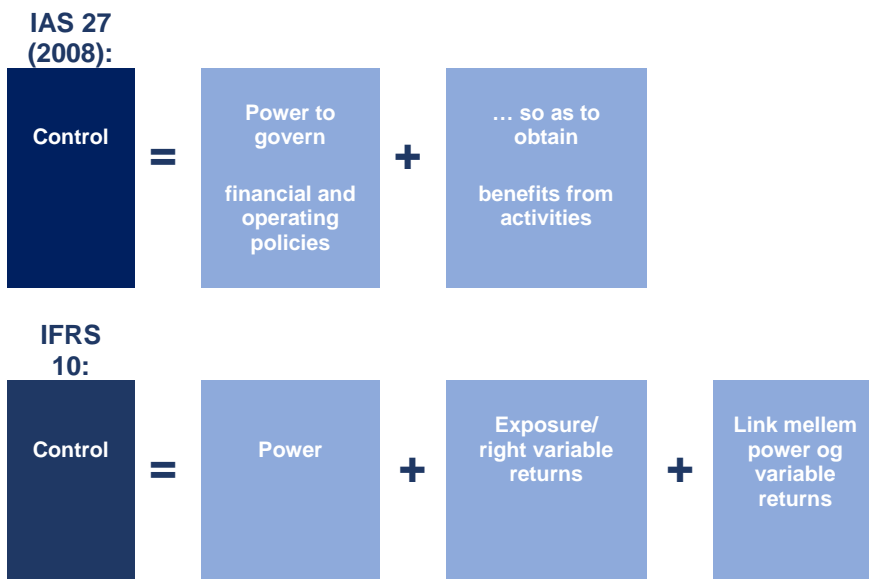 IAS 27
(2008):
Control
=
Power to
govern
financial and
operating
policies
+
… so as to
obtain
benefits from
activities
IFRS
10:
Control
=
Power
+
Exposure/
right variable
returns
+
Link mellem
power og
variable
returns